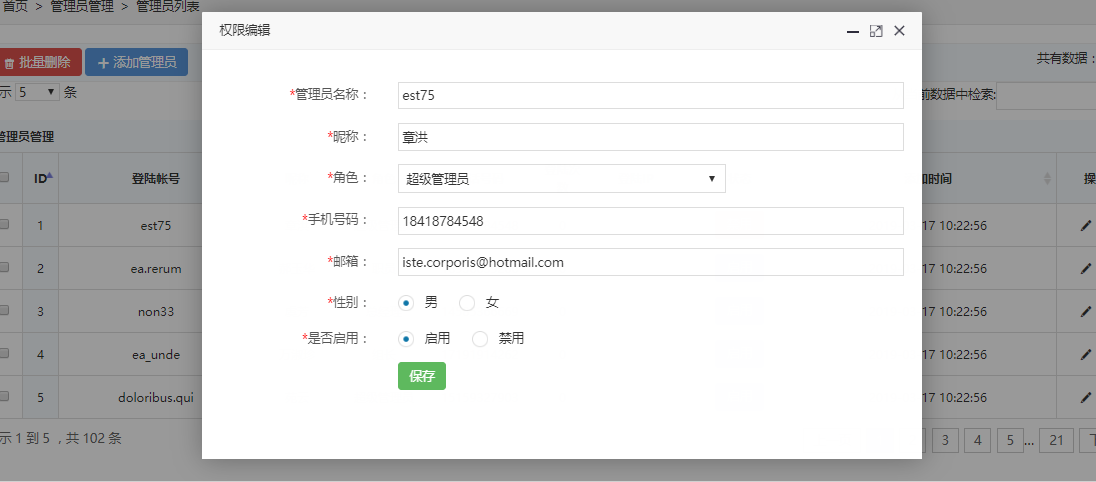 首页 > 管理员管理 > 管理员列表
批量删除 添加管理员
共有数据：
示 5 条
前数据中检索:
管理员管理
ID 登陆帐号 加时间 操
1 est75 17 10:22:56
2 ea.rerum 17 10:22:56
3 non33 17 10:22:56
4 ea_unde 17 10:22:56
5 doloribus.qui 17 10:22:56
示 1 到 5 ，共 102 条
3 4 5 ... 21 下
权限编辑
*管理员名称： est75
*昵称： 章洪
*角色： 超级管理员
*手机号码： 18418784548
*邮箱： iste.corporis@hotmail.com
*性别： 男 女
*是否启用： 启用 禁用
保存